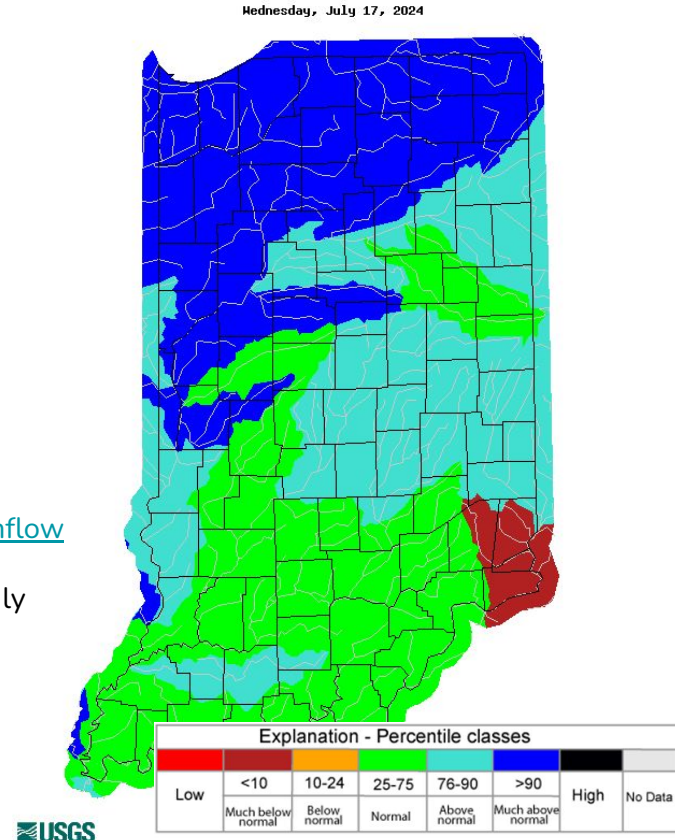 Wednesday, July 17, 2024
nflow
ly
Explanation - Percentile classes
Low
<10
10-24
25-75
76-90
>90
High
No Data
Much below
normal
Below
normal
Normal
Above
normal
Much above
normal
USGS